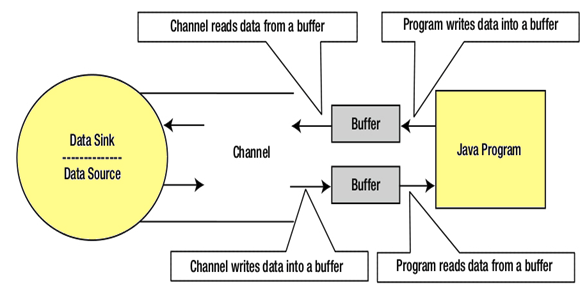 Channel reads data from a buffer
Program writes data into a buffer
Data Sink
Data Source
Channel
Buffer
Java Program
Buffer
Channel writes data into a buffer
Program reads data from a buffer